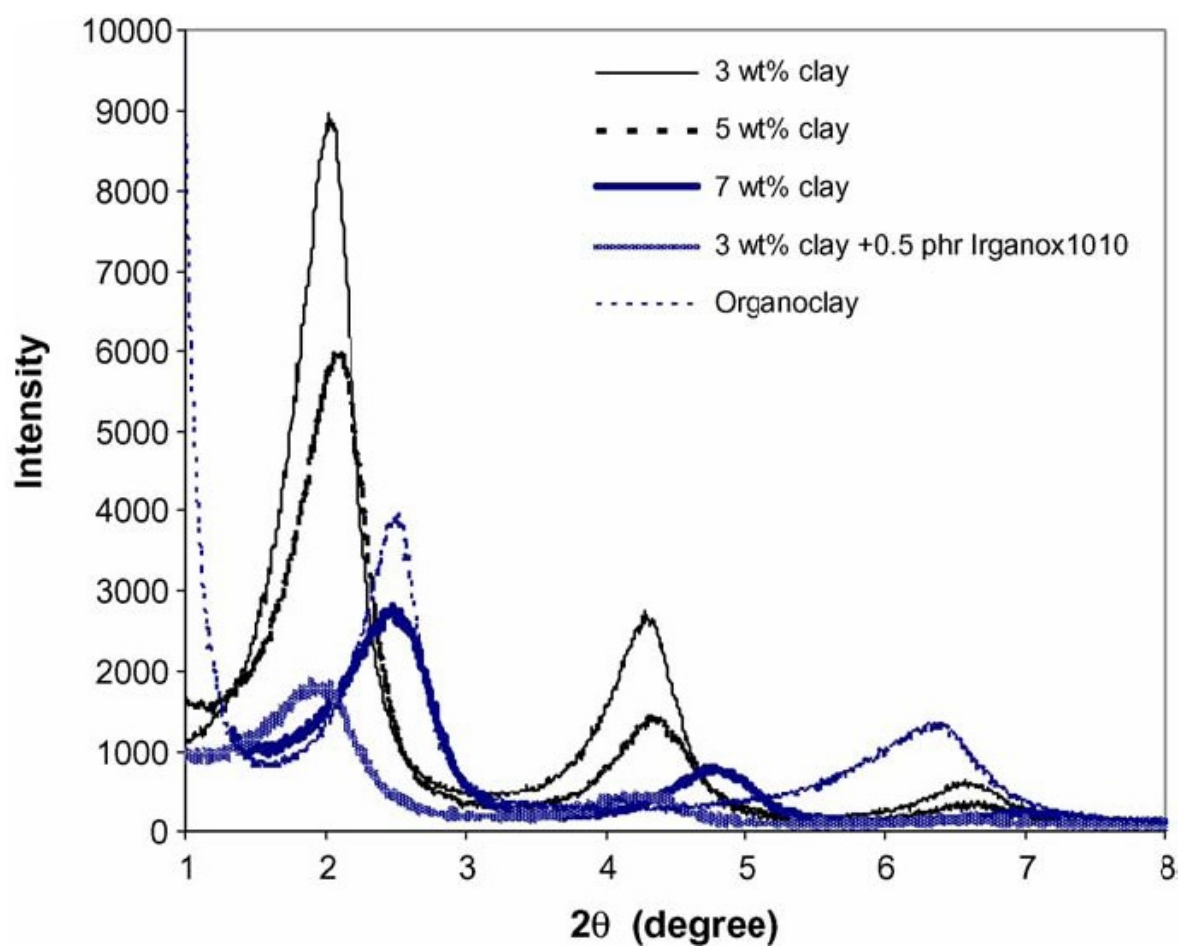 10000
9000
8000
7000
6000
5000
4000
3000
2000
1000
0
Intensity
3 wt% clay
5 wt% clay
7 wt% clay
3 wt% clay +0.5 phr Irganox1010
Organoclay
1 2 3 4 5 6 7 8
2θ (degree)